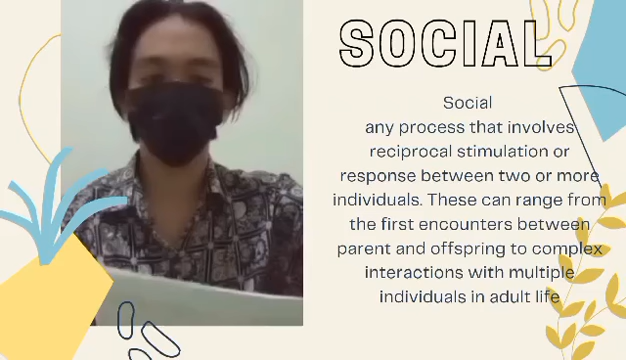 SOCIAL
Social
any process that involves
reciprocal stimulation or
response between two or more
individuals. These can range from
the first encounters between
parent and offspring to complex
interactions with multiple
individuals in adult life